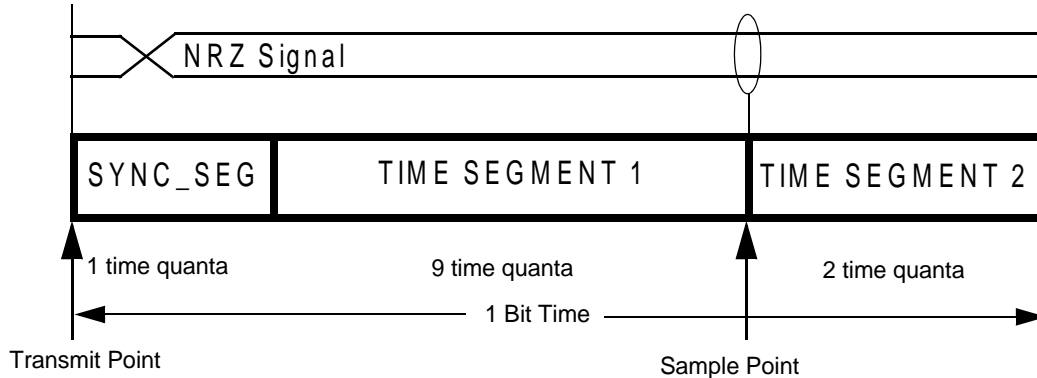 NRZ Signal
SYNC_SEG TIME SEGMENT 1 TIME SEGMENT 2
1 time quanta 9 time quanta 2 time quanta
1 Bit Time
Transmit Point Sample Point